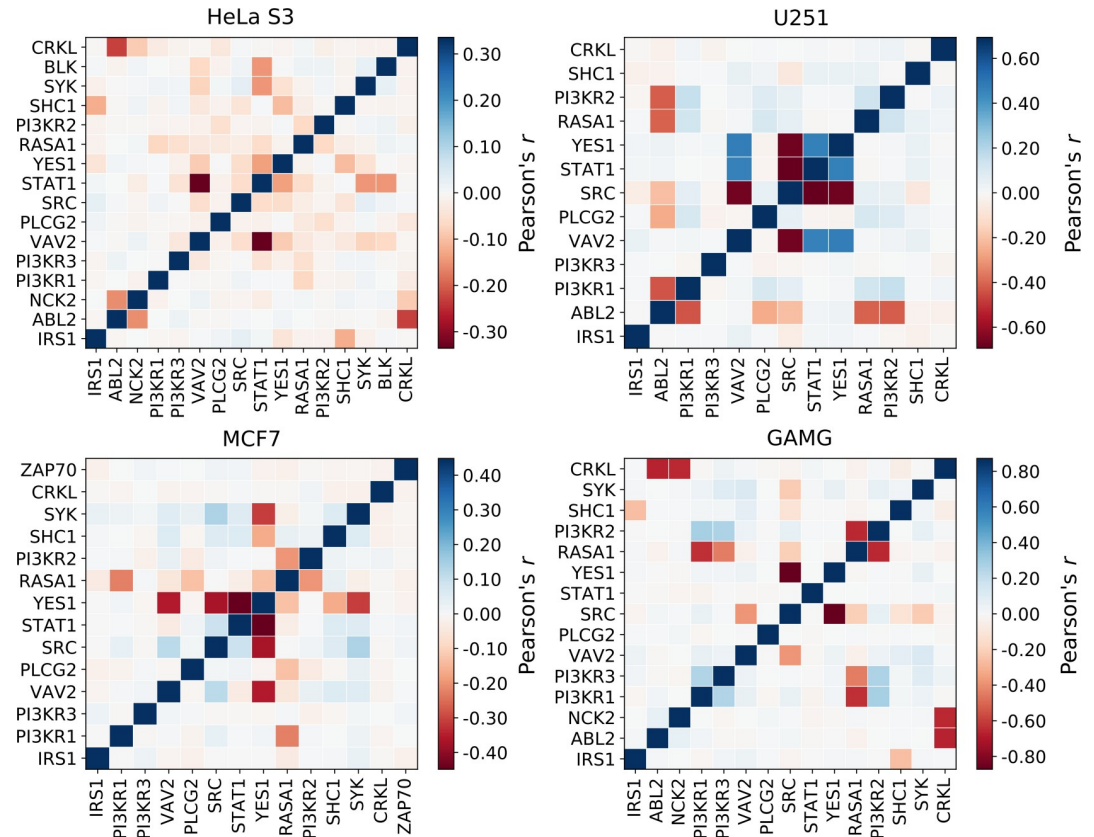 HeLa S3
CRKL
BLK
SYK
SHC1
PI3KR2
RASA1
YES1
STAT1
SRC
PLCG2
VAV2
PI3KR3
PI3KR1
NCK2
ABL2
IRS1
IRS1 ABL2 NCK2 PI3KR1 PI3KR3 VAV2 PLCG2 SRC STAT1 YES1 RASA1 PI3KR2 SHC1 SYK BLK CRKL
0.30
0.20
0.10
0.00
-0.10
-0.20
-0.30
Pearson's r
U251
CRKL
SHC1
PI3KR2
RASA1
YES1
STAT1
SRC
PLCG2
VAV2
PI3KR3
PI3KR1
ABL2
IRS1
IRS1 ABL2 PI3KR1 PI3KR3 VAV2 PLCG2 SRC STAT1 YES1 RASA1 PI3KR2 SHC1 CRKL
0.60
0.40
0.20
0.00
-0.20
-0.40
-0.60
Pearson's r
MCF7
ZAP70
CRKL
SYK
SHC1
PI3KR2
RASA1
YES1
STAT1
SRC
PLCG2
VAV2
PI3KR3
PI3KR1
IRS1
IRS1 PI3KR1 PI3KR3 VAV2 PLCG2 SRC STAT1 YES1 RASA1 PI3KR2 SHC1 SYK CRKL ZAP70
0.40
0.30
0.20
0.10
0.00
-0.10
-0.20
-0.30
-0.40
Pearson's r
GAMG
CRKL
SYK
SHC1
PI3KR2
RASA1
YES1
STAT1
SRC
PLCG2
VAV2
PI3KR3
PI3KR1
NCK2
ABL2
IRS1
IRS1 ABL2 NCK2 PI3KR1 PI3KR3 VAV2 PLCG2 SRC STAT1 YES1 RASA1 PI3KR2 SHC1 SYK CRKL
0.80
0.60
0.40
0.20
0.00
-0.20
-0.40
-0.60
-0.80
Pearson's r